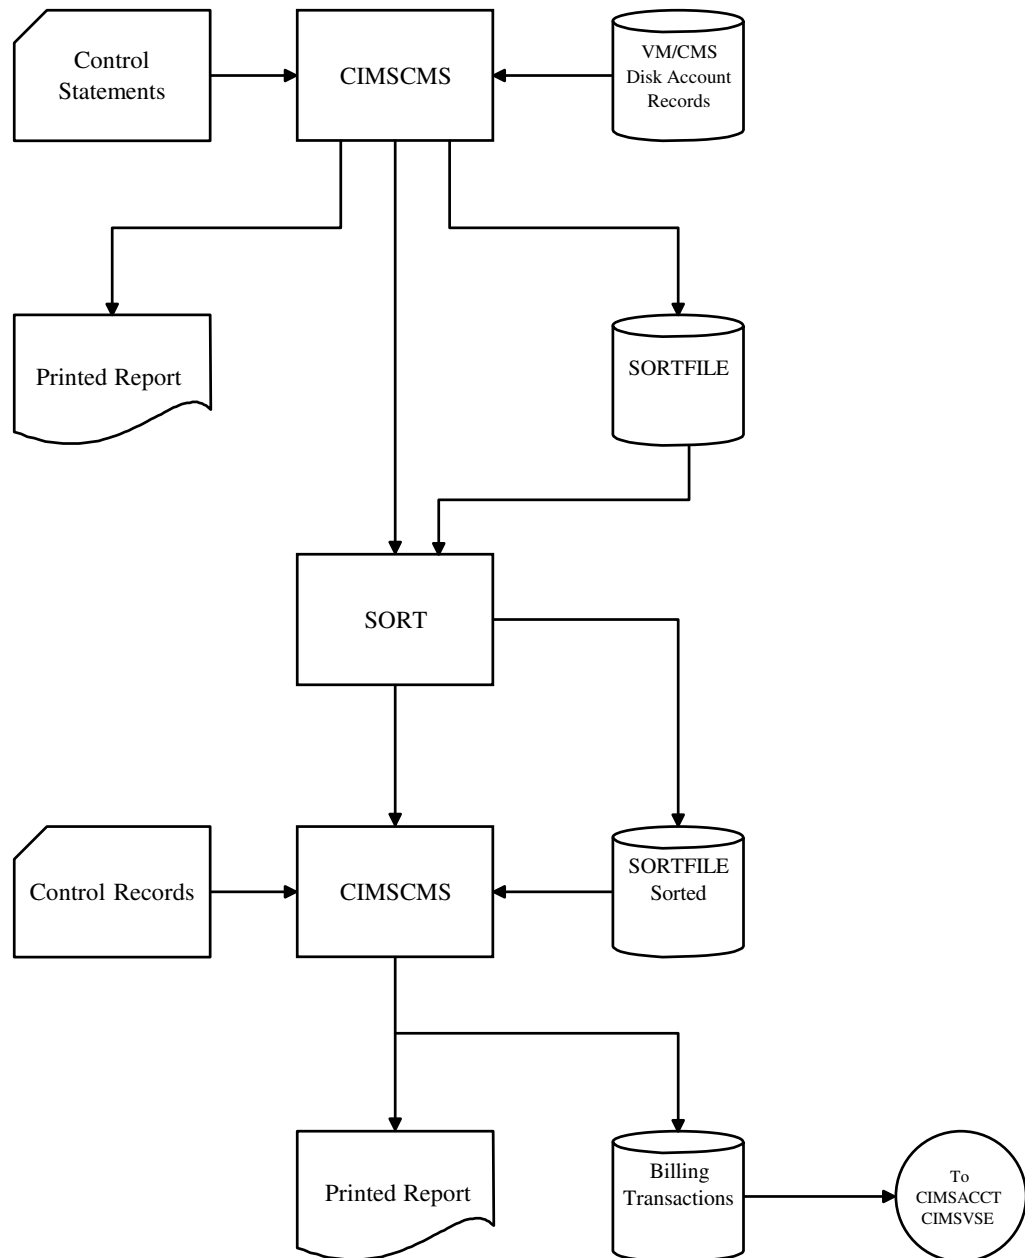 Control
Statements
CIMSCMS
VM/CMS
Disk Account
Records
Printed Report
SORTFILE
SORT
Control Records
CIMSCMS
SORTFILE
Sorted
Printed Report
Billing
Transactions
To
CIMSACCT
CIMSVSE